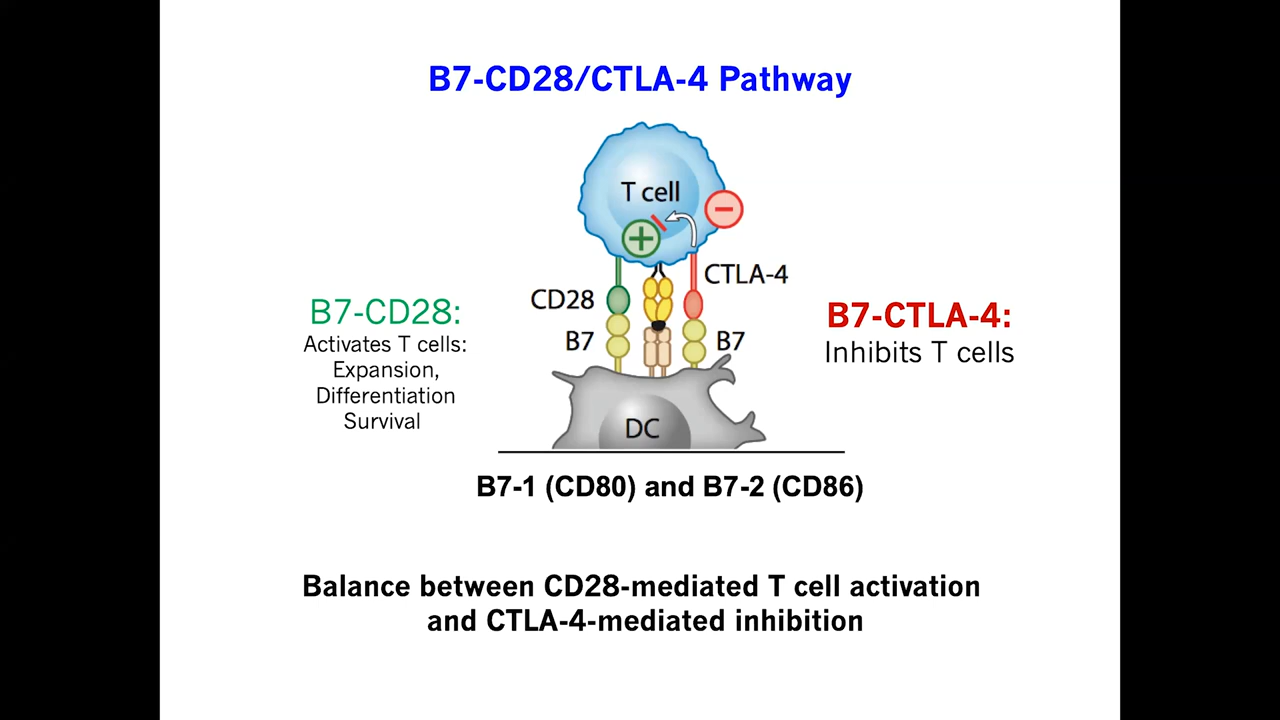 B7-CD28/CTLA-4 Pathway
T cell
CTLA-4
CD28
B7
B7
DC
B7-CD28:
Activates T cells:
Expansion,
Differentiation
Survival
B7-CTLA-4:
Inhibits T cells
B7-1 (CD80) and B7-2 (CD86)
Balance between CD28-mediated T cell activation
and CTLA-4-mediated inhibition